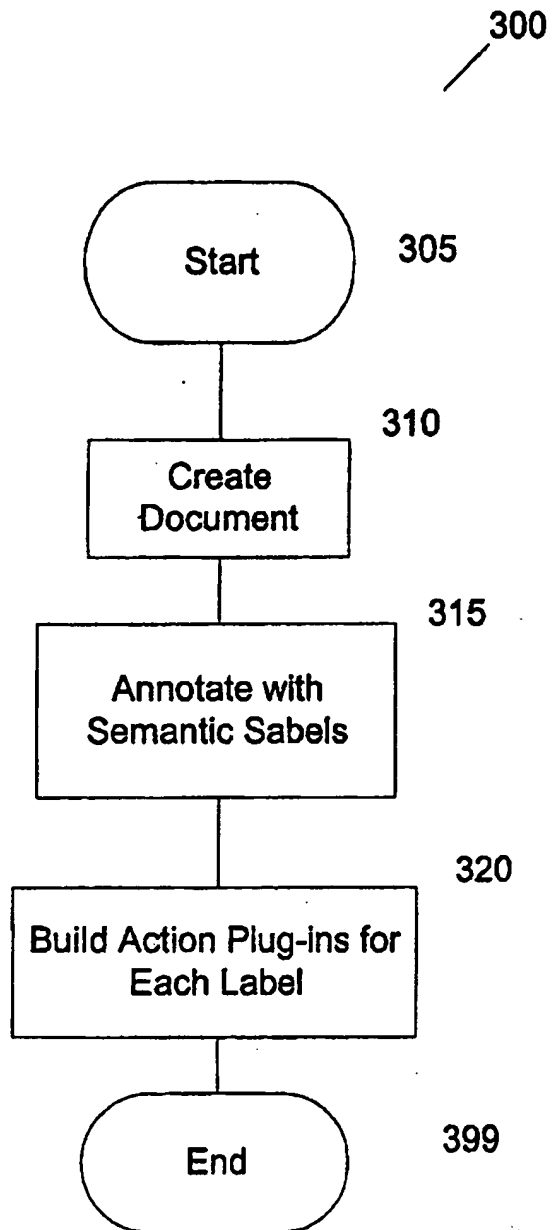 300
Start
305
310
Create
Document
315
Annotate with
Semantic Sabels
320
Build Action Plug-ins for
Each Label
End
399